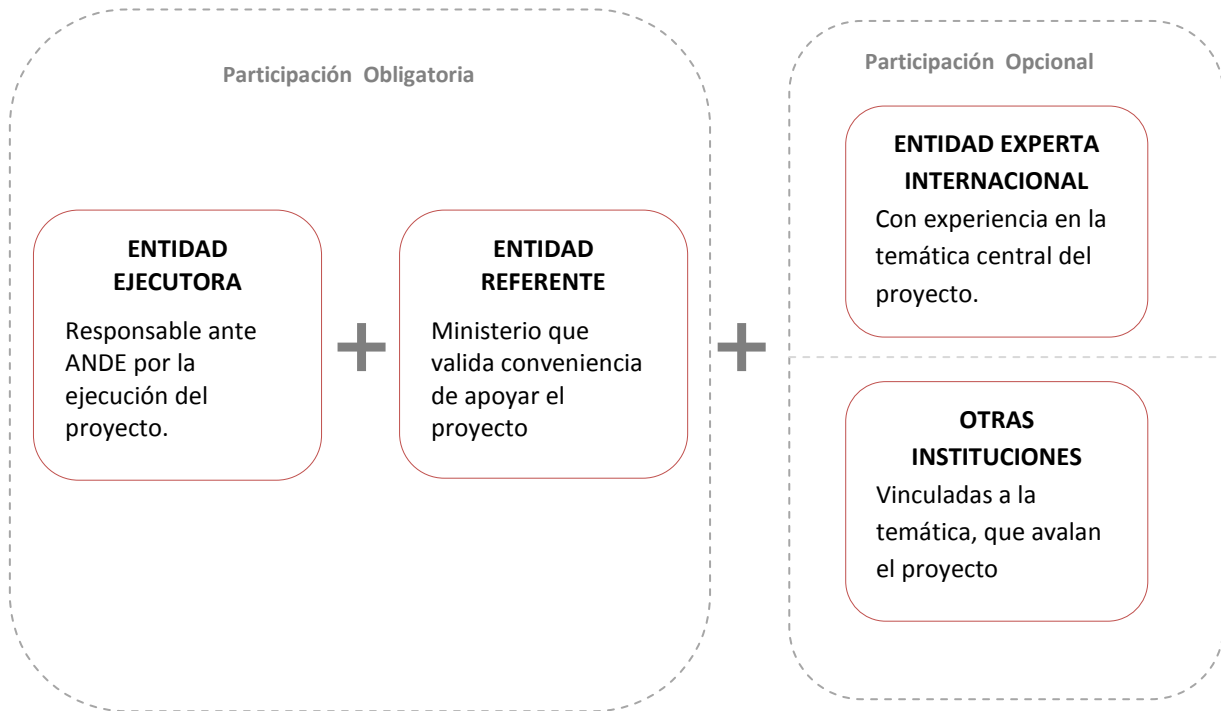 Participación Obligatoria
ENTIDAD
EJECUTORA
Responsable ante
ANDE por la
ejecución del
proyecto.
ENTIDAD
REFERENTE
Ministerio que
valida conveniencia
de apoyar el
proyecto
Participación Opcional
ENTIDAD EXPERTA
INTERNACIONAL
Con experiencia en la
temática central del
proyecto.
OTRAS
INSTITUCIONES
Vinculadas a la
temática, que avalan
el proyecto